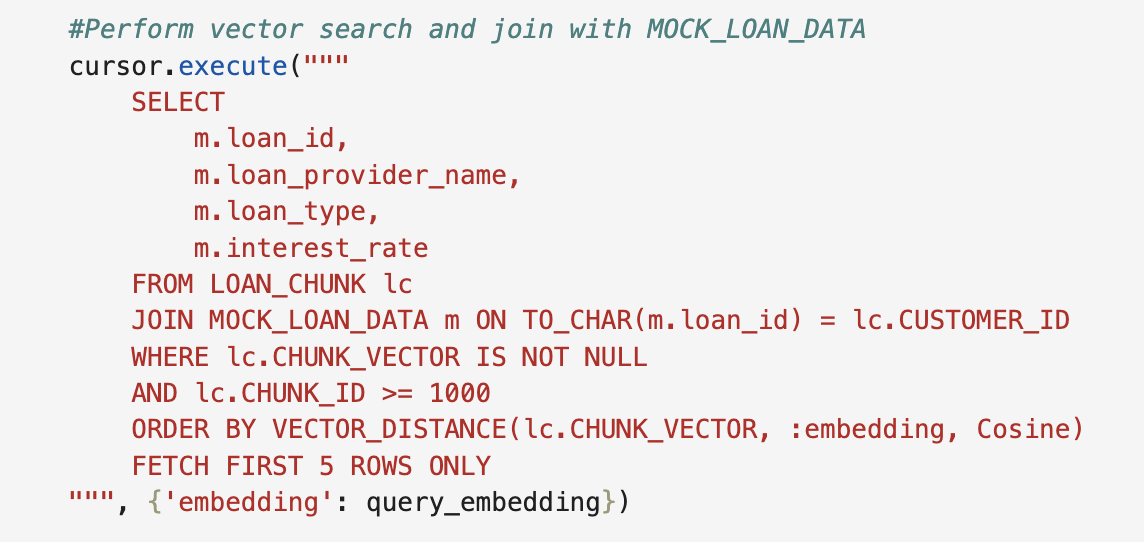 #Perform vector search and join with MOCK_LOAN_DATA
cursor.execute("""
    SELECT
        m.loan_id,
        m.loan_provider_name,
        m.loan_type,
        m.interest_rate
    FROM LOAN_CHUNK lc
    JOIN MOCK_LOAN_DATA m ON TO_CHAR(m.loan_id) = lc.CUSTOMER_ID
    WHERE lc.CHUNK_VECTOR IS NOT NULL
    AND lc.CHUNK_ID >= 1000
    ORDER BY VECTOR_DISTANCE(lc.CHUNK_VECTOR, :embedding, Cosine)
    FETCH FIRST 5 ROWS ONLY
""", {'embedding': query_embedding})